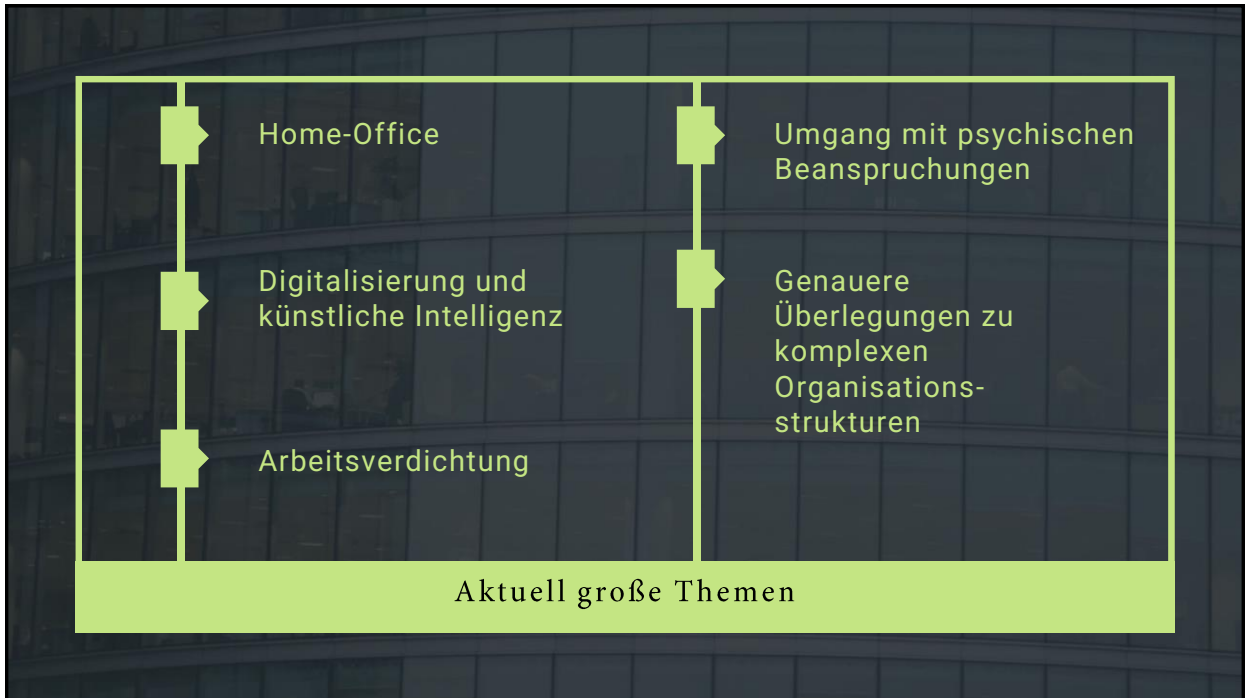 Home-Office
Digitalisierung und
künstliche Intelligenz
Arbeitsverdichtung
Umgang mit psychischen
Beanspruchungen
Genauere
Überlegungen zu
komplexen
Organisations-
strukturen
Aktuell große Themen